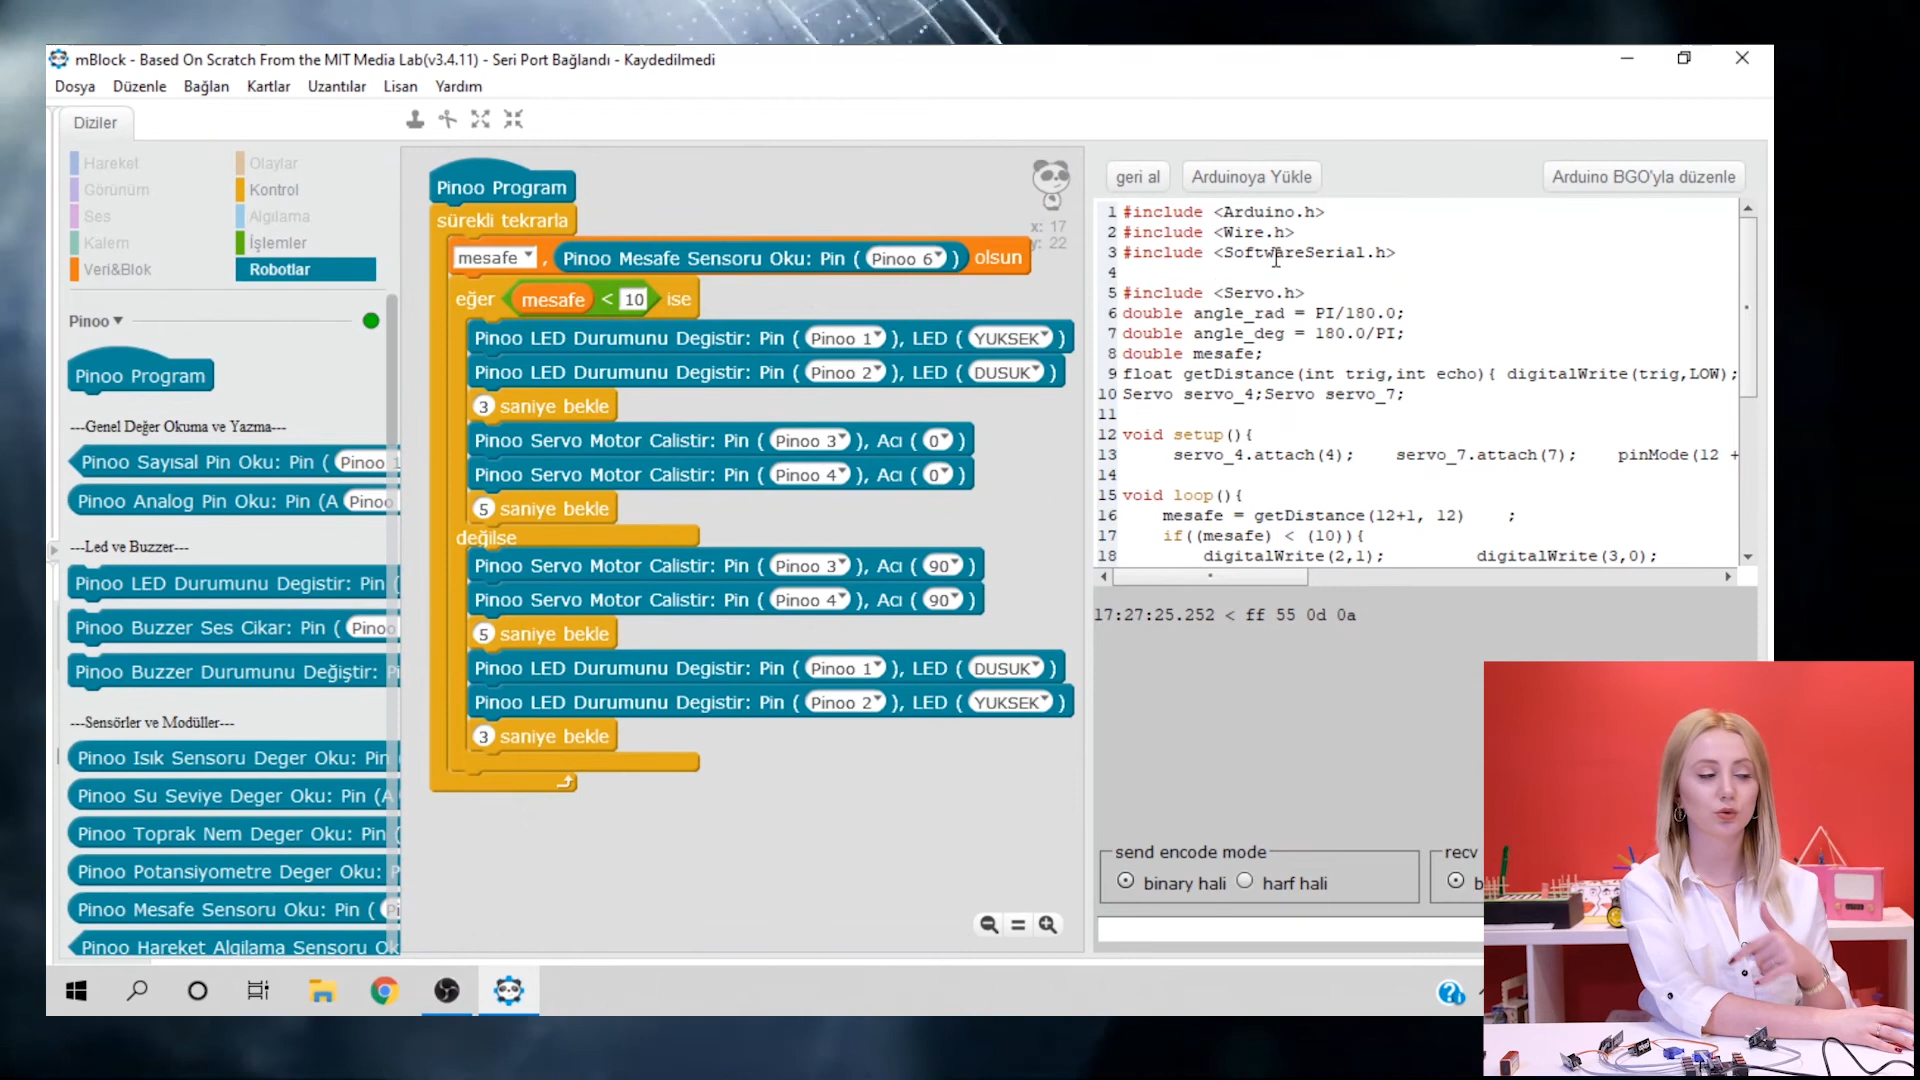 mBlock - Based On Scratch From the MIT Media Lab(v3.4.11) - Seri Port Bağlandı - Kaydedilmedi
Dosya Düzenle Bağlan Kartlar Uzantılar Lisan Yardım
Diziler
Hareket Olaylar
Görünüm Kontrol
Ses Algılama
Kalem İşlemler
Veri&Blok Robotlar
Pinoo
Pinoo Program
---Genel Değer Okuma ve Yazma---
Pinoo Sayısal Pin Oku: Pin ( Pinoo 1
Pinoo Analog Pin Oku: Pin (A Pinoo
---Led ve Buzzer---
Pinoo LED Durumunu Degistir: Pin (
Pinoo Buzzer Ses Cikar: Pin ( Pinoo
Pinoo Buzzer Durumunu Değiştir:
---Sensörler ve Modüller---
Pinoo Isık Sensoru Deger Oku: Pin
Pinoo Su Seviye Deger Oku: Pin (A
Pinoo Toprak Nem Deger Oku: Pin (
Pinoo Potansiyometre Deger Oku:
Pinoo Mesafe Sensoru Oku: Pin ( Pi
Pinoo Hareket Algilama Sensoru Ok
Pinoo Program
x: 17
y: 22
sürekli tekrarla
mesafe , Pinoo Mesafe Sensoru Oku: Pin ( Pinoo 6 ) olsun
eğer mesafe < 10 ise
Pinoo LED Durumunu Degistir: Pin ( Pinoo 1 ), LED ( YUKSEK )
Pinoo LED Durumunu Degistir: Pin ( Pinoo 2 ), LED ( DUSUK )
3 saniye bekle
Pinoo Servo Motor Calistir: Pin ( Pinoo 3 ), Acı ( 0 )
Pinoo Servo Motor Calistir: Pin ( Pinoo 4 ), Acı ( 0 )
5 saniye bekle
değilse
Pinoo Servo Motor Calistir: Pin ( Pinoo 3 ), Acı ( 90 )
Pinoo Servo Motor Calistir: Pin ( Pinoo 4 ), Acı ( 90 )
5 saniye bekle
Pinoo LED Durumunu Degistir: Pin ( Pinoo 1 ), LED ( DUSUK )
Pinoo LED Durumunu Degistir: Pin ( Pinoo 2 ), LED ( YUKSEK )
3 saniye bekle
geri al Arduinoya Yükle Arduino BGO'yla düzenle
1 #include <Arduino.h>
2 #include <Wire.h>
3 #include <SoftwareSerial.h>
4
5 #include <Servo.h>
6 double angle_rad = PI/180.0;
7 double angle_deg = 180.0/PI;
8 double mesafe;
9 float getDistance(int trig,int echo){ digitalWrite(trig,LOW);
10 Servo servo_4;Servo servo_7;
11
12 void setup(){
13 servo_4.attach(4); servo_7.attach(7); pinMode(12 +
14
15 void loop(){
16 mesafe = getDistance(12+1, 12) ;
17 if((mesafe) < (10)){
18 digitalWrite(2,1); digitalWrite(3,0);
17:27:25.252 < ff 55 0d 0a
send encode mode recv
binary hali harf hali b